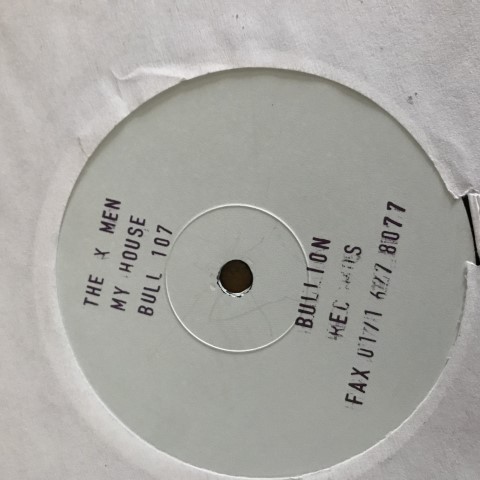 THE X MEN
MY HOUSE
BULL 107
BULLION
FAX 0171 627 8077